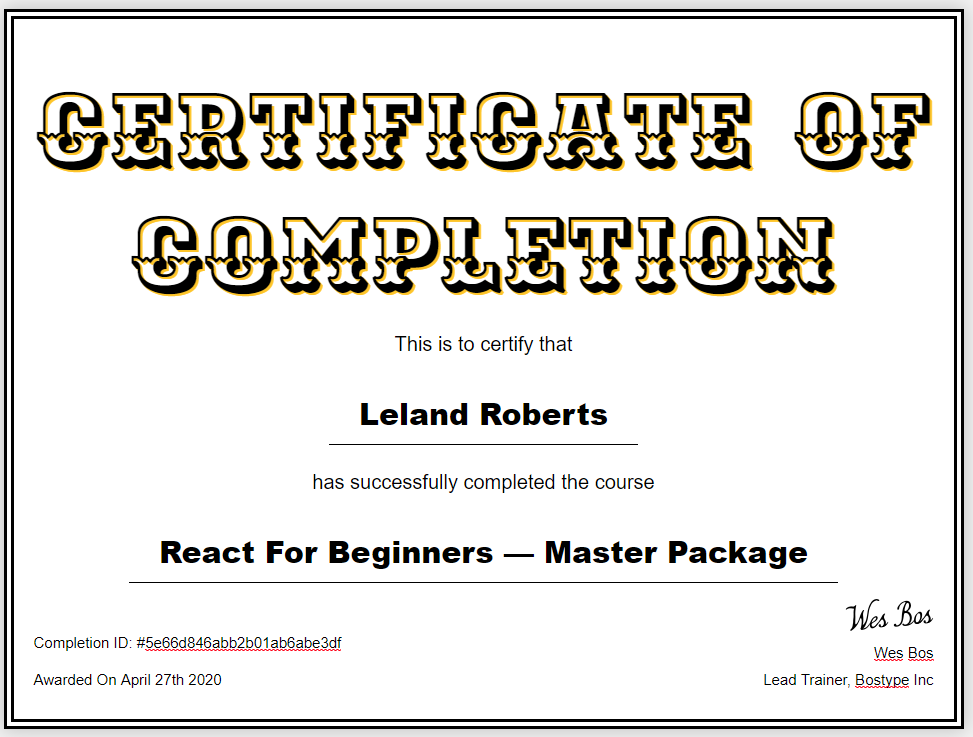 CERTIFICATE OF
COMPLETION
This is to certify that
Leland Roberts
has successfully completed the course
React For Beginners — Master Package
Wes Bos
Completion ID: #5e66d846abb2b01ab6abe3df
Wes Bos
Awarded On April 27th 2020
Lead Trainer, Bostype Inc